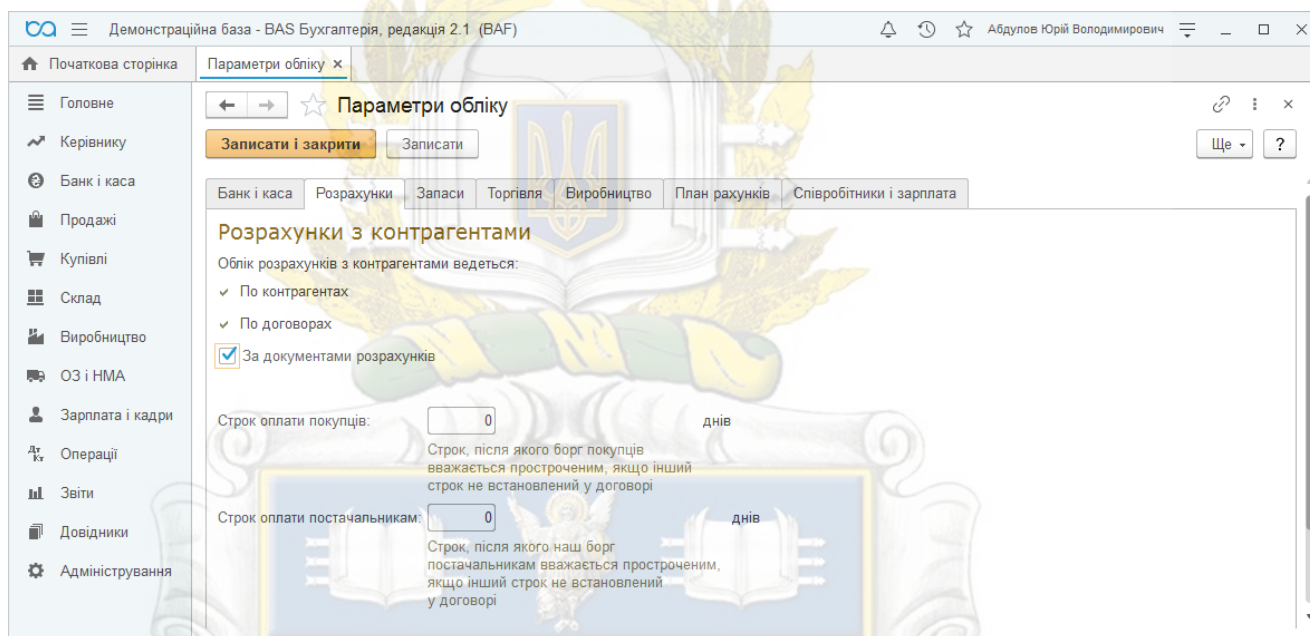 Демонстраційна база - BAS Бухгалтерія, редакція 2.1 (BAF)
Абдулов Юрій Володимирович
Початкова сторінка
Параметри обліку ×
Головне
Керівнику
Банк і каса
Продажі
Купівлі
Склад
Виробництво
ОЗ і НМА
Зарплата і кадри
Дт Кт Операції
Звіти
Довідники
Адміністрування
Параметри обліку
Записати і закрити
Записати
Ще
?
Банк і каса
Розрахунки
Запаси
Торгівля
Виробництво
План рахунків
Співробітники і зарплата
Розрахунки з контрагентами
Облік розрахунків з контрагентами ведеться:
По контрагентах
По договорах
За документами розрахунків
Строк оплати покупців: 0 днів
Строк, після якого борг покупців
вважається простроченим, якщо інший
строк не встановлений у договорі
Строк оплати постачальникам: 0 днів
Строк, після якого наш борг
постачальникам вважається простроченим,
якщо інший строк не встановлений
у договорі